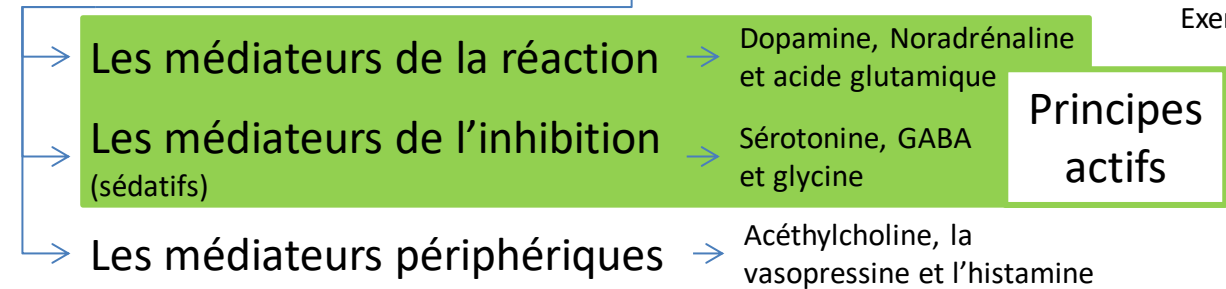 Exer
Les médiateurs de la réaction
Dopamine, Noradrénaline
et acide glutamique
Principes
actifs
Les médiateurs de l’inhibition
(sédatifs)
Sérotonine, GABA
et glycine
Les médiateurs périphériques
Acéthylcholine, la
vasopressine et l’histamine